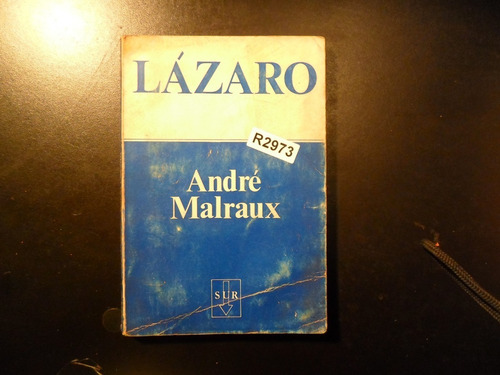 LÁZARO
R2973
André
Malraux
SUR